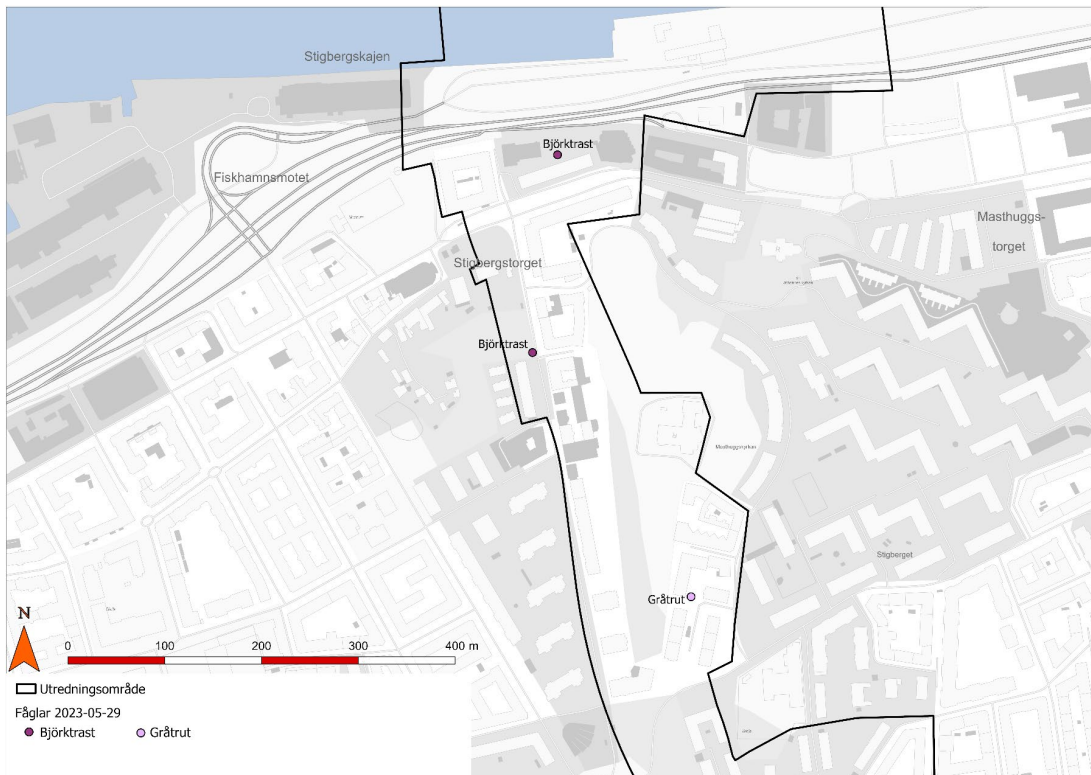 Stigbergskajen
Björktrast
Fiskhamnsmotet
Masthuggs-
torget
Stigbergstorget
Björktrast
Masthuggskyrkan
Stigberget
Gråtrut
N
0 100 200 300 400 m
Utredningsområde
Fåglar 2023-05-29
Björktrast Gråtrut